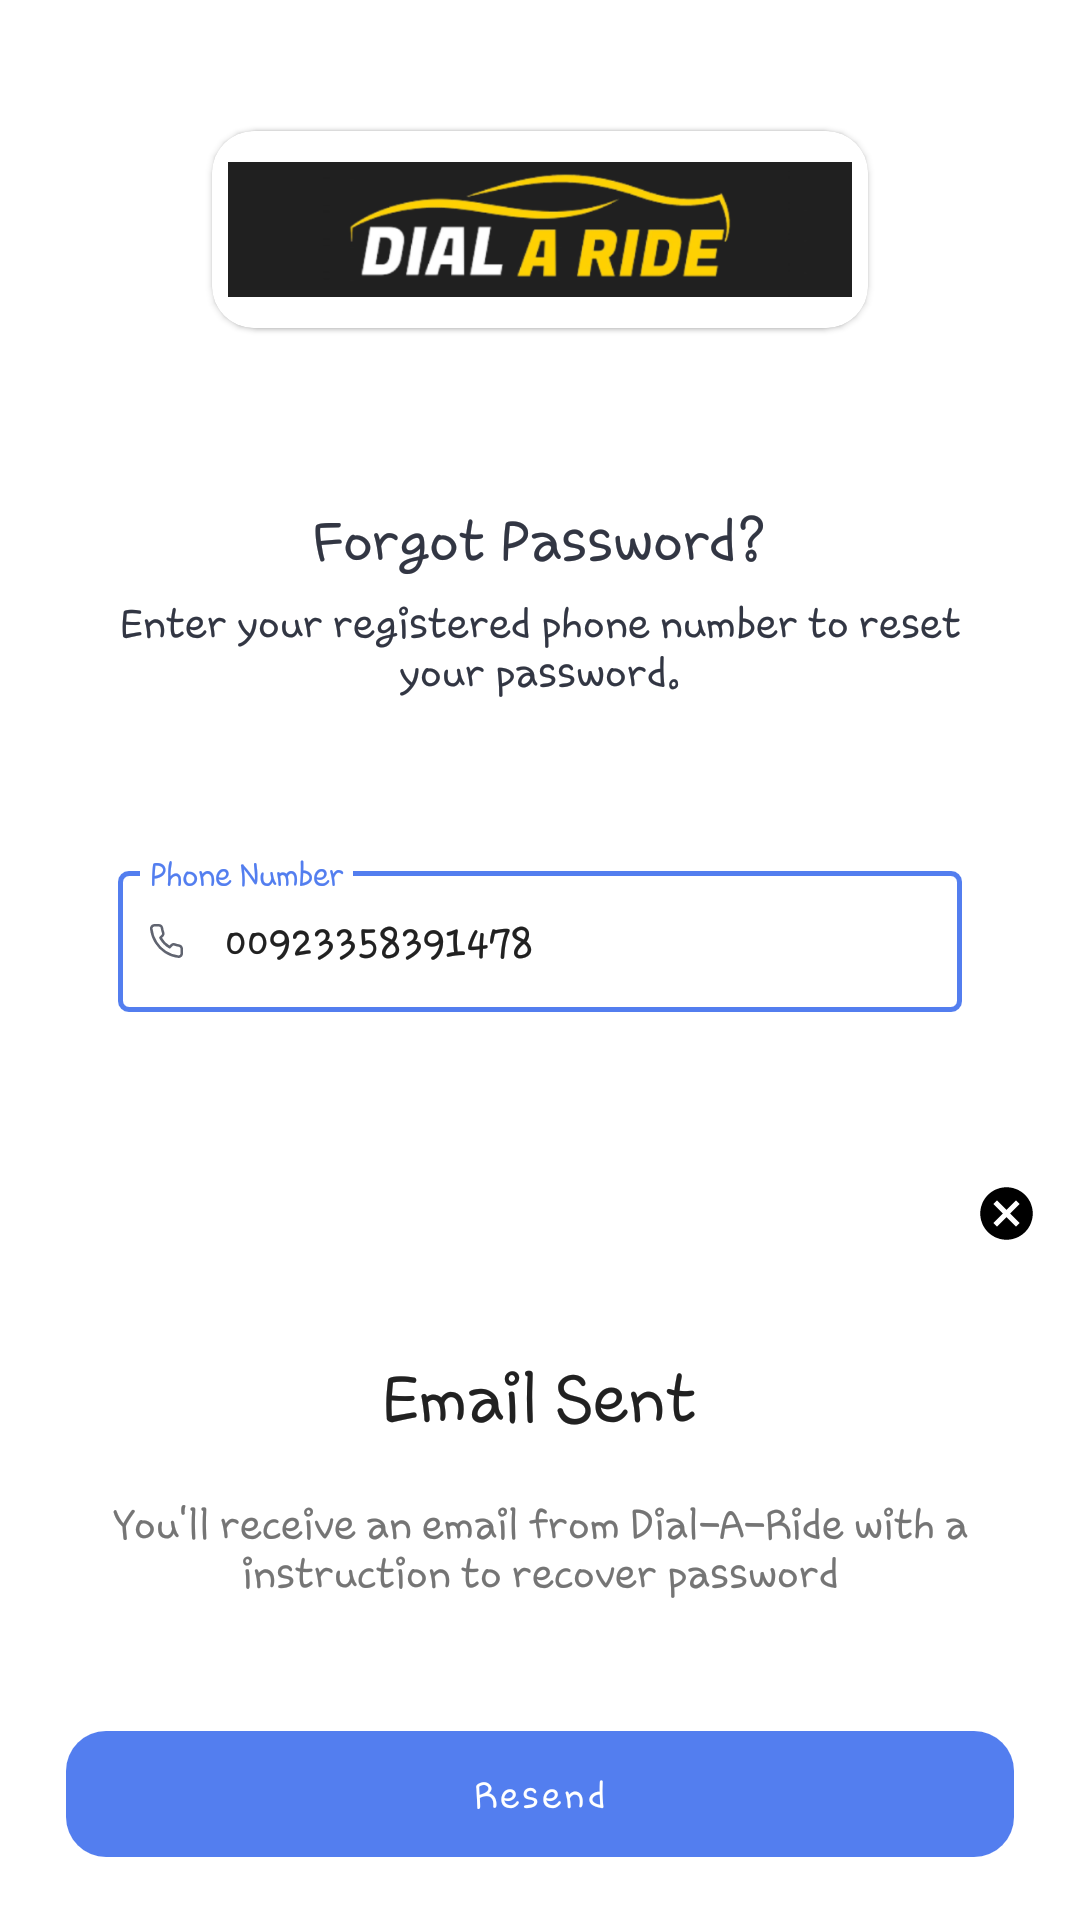 DIAL A RIDE
Forgot Password?
Enter your registered phone number to reset
your password.
Phone Number
00923358391478
Email Sent
You'll receive an email from Dial-A-Ride with a
instruction to recover password
Resend